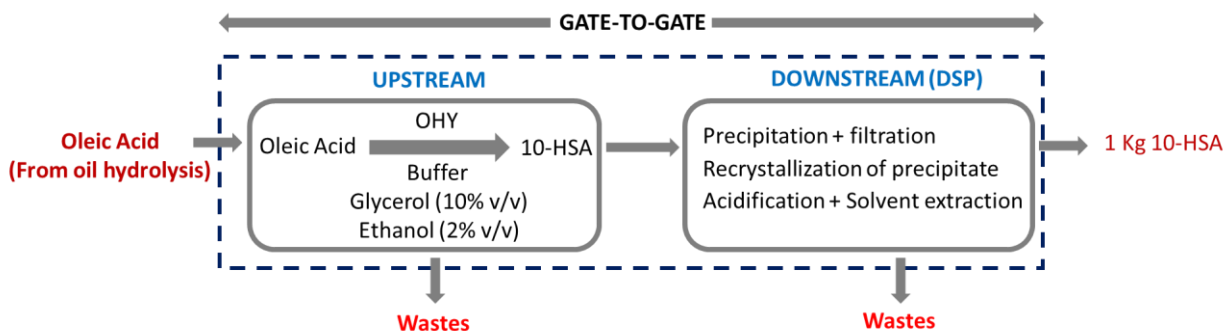 GATE-TO-GATE
UPSTREAM
DOWNSTREAM (DSP)
Oleic Acid
(From oil hydrolysis)
Oleic Acid
OHY
10-HSA
Buffer
Glycerol (10% v/v)
Ethanol (2% v/v)
Precipitation + filtration
Recrystallization of precipitate
Acidification + Solvent extraction
1 Kg 10-HSA
Wastes
Wastes